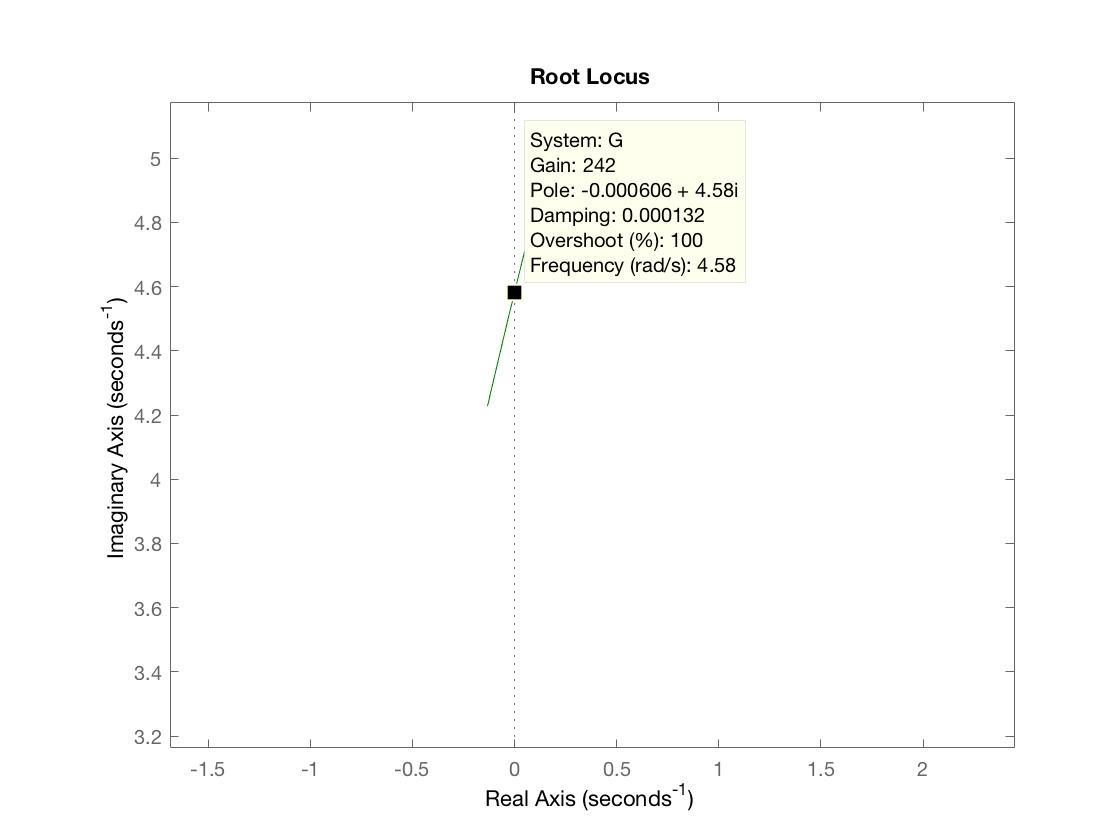 Root Locus
System: G
Gain: 242
Pole: -0.000606 + 4.58i
Damping: 0.000132
Overshoot (%): 100
Frequency (rad/s): 4.58
Imaginary Axis (seconds⁻¹)
5
4.8
4.6
4.4
4.2
4
3.8
3.6
3.4
3.2
-1.5 -1 -0.5 0 0.5 1 1.5 2
Real Axis (seconds⁻¹)